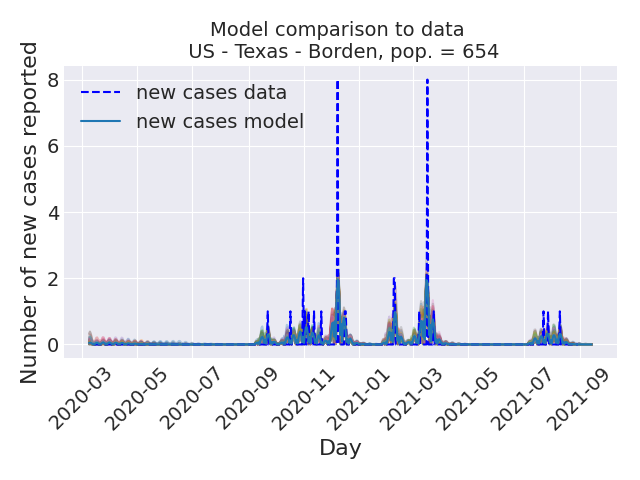 Model comparison to data
US - Texas - Borden, pop. = 654
Number of new cases reported
8
6
4
2
0
new cases data
new cases model
2020-03
2020-05
2020-07
2020-09
2020-11
2021-01
2021-03
2021-05
2021-07
2021-09
Day